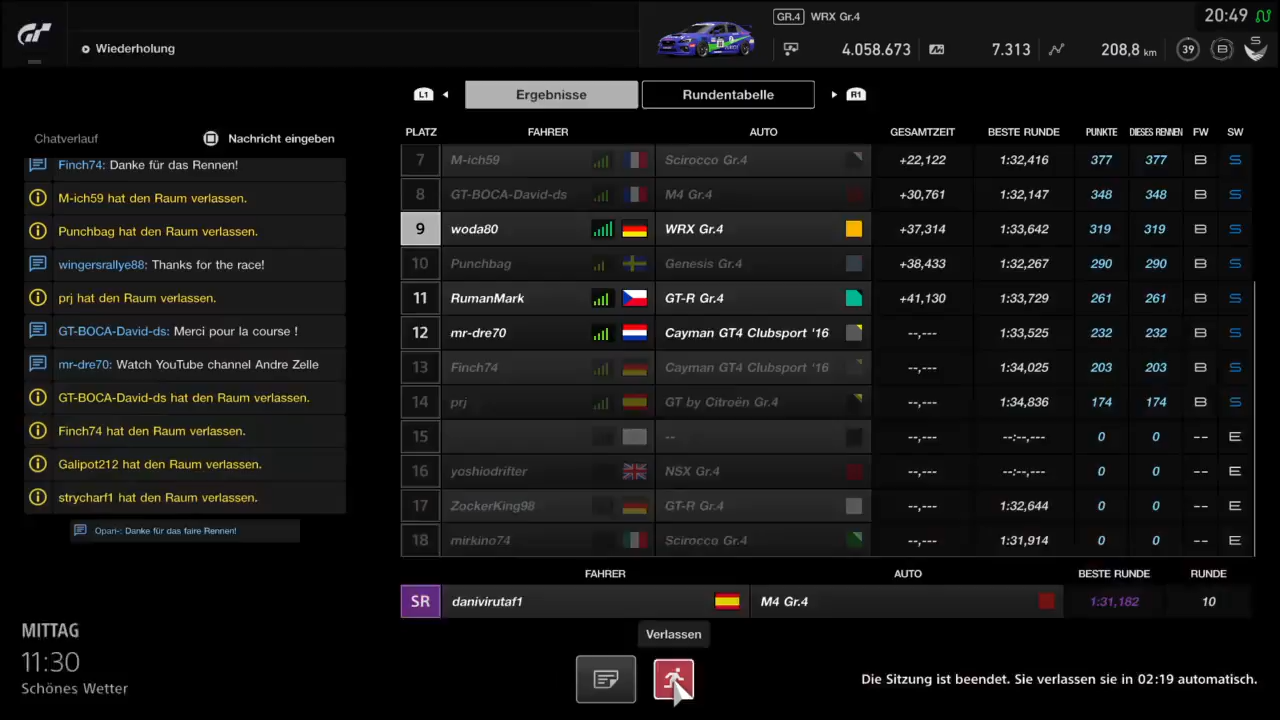 GR.4 WRX Gr.4
20:49
Wiederholung
4.058.673 7.313 208,8 km 39 B S
L1 Ergebnisse Rundentabelle R1
Chatverlauf Nachricht eingeben
Finch74: Danke für das Rennen!
M-ich59 hat den Raum verlassen.
Punchbag hat den Raum verlassen.
wingersrallye88: Thanks for the race!
prj hat den Raum verlassen.
GT-BOCA-David-ds: Merci pour la course !
mr-dre70: Watch YouTube channel Andre Zelle
GT-BOCA-David-ds hat den Raum verlassen.
Finch74 hat den Raum verlassen.
Galipot212 hat den Raum verlassen.
strycharf1 hat den Raum verlassen.
Opari-: Danke für das faire Rennen!
PLATZ FAHRER AUTO GESAMTZEIT BESTE RUNDE PUNKTE DIESES RENNEN FW SW
7 M-ich59 Scirocco Gr.4 +22,122 1:32,416 377 377 B S
8 GT-BOCA-David-ds M4 Gr.4 +30,761 1:32,147 348 348 B S
9 woda80 WRX Gr.4 +37,314 1:33,642 319 319 B S
10 Punchbag Genesis Gr.4 +38,433 1:32,267 290 290 B S
11 RumanMark GT-R Gr.4 +41,130 1:33,729 261 261 B S
12 mr-dre70 Cayman GT4 Clubsport '16 --,--- 1:33,525 232 232 B S
13 Finch74 Cayman GT4 Clubsport '16 --,--- 1:34,025 203 203 B S
14 prj GT by Citroën Gr.4 --,--- 1:34,836 174 174 B S
15 -- --,--- --:--,--- 0 0 -- E
16 yoshiodrifter NSX Gr.4 --,--- --:--,--- 0 0 -- E
17 ZockerKing98 GT-R Gr.4 --,--- 1:32,644 0 0 -- E
18 mirkino74 Scirocco Gr.4 --,--- 1:31,914 0 0 -- E
FAHRER AUTO BESTE RUNDE RUNDE
SR danivirutaf1 M4 Gr.4 1:31,182 10
Verlassen
MITTAG
11:30
Schönes Wetter
Die Sitzung ist beendet. Sie verlassen sie in 02:19 automatisch.